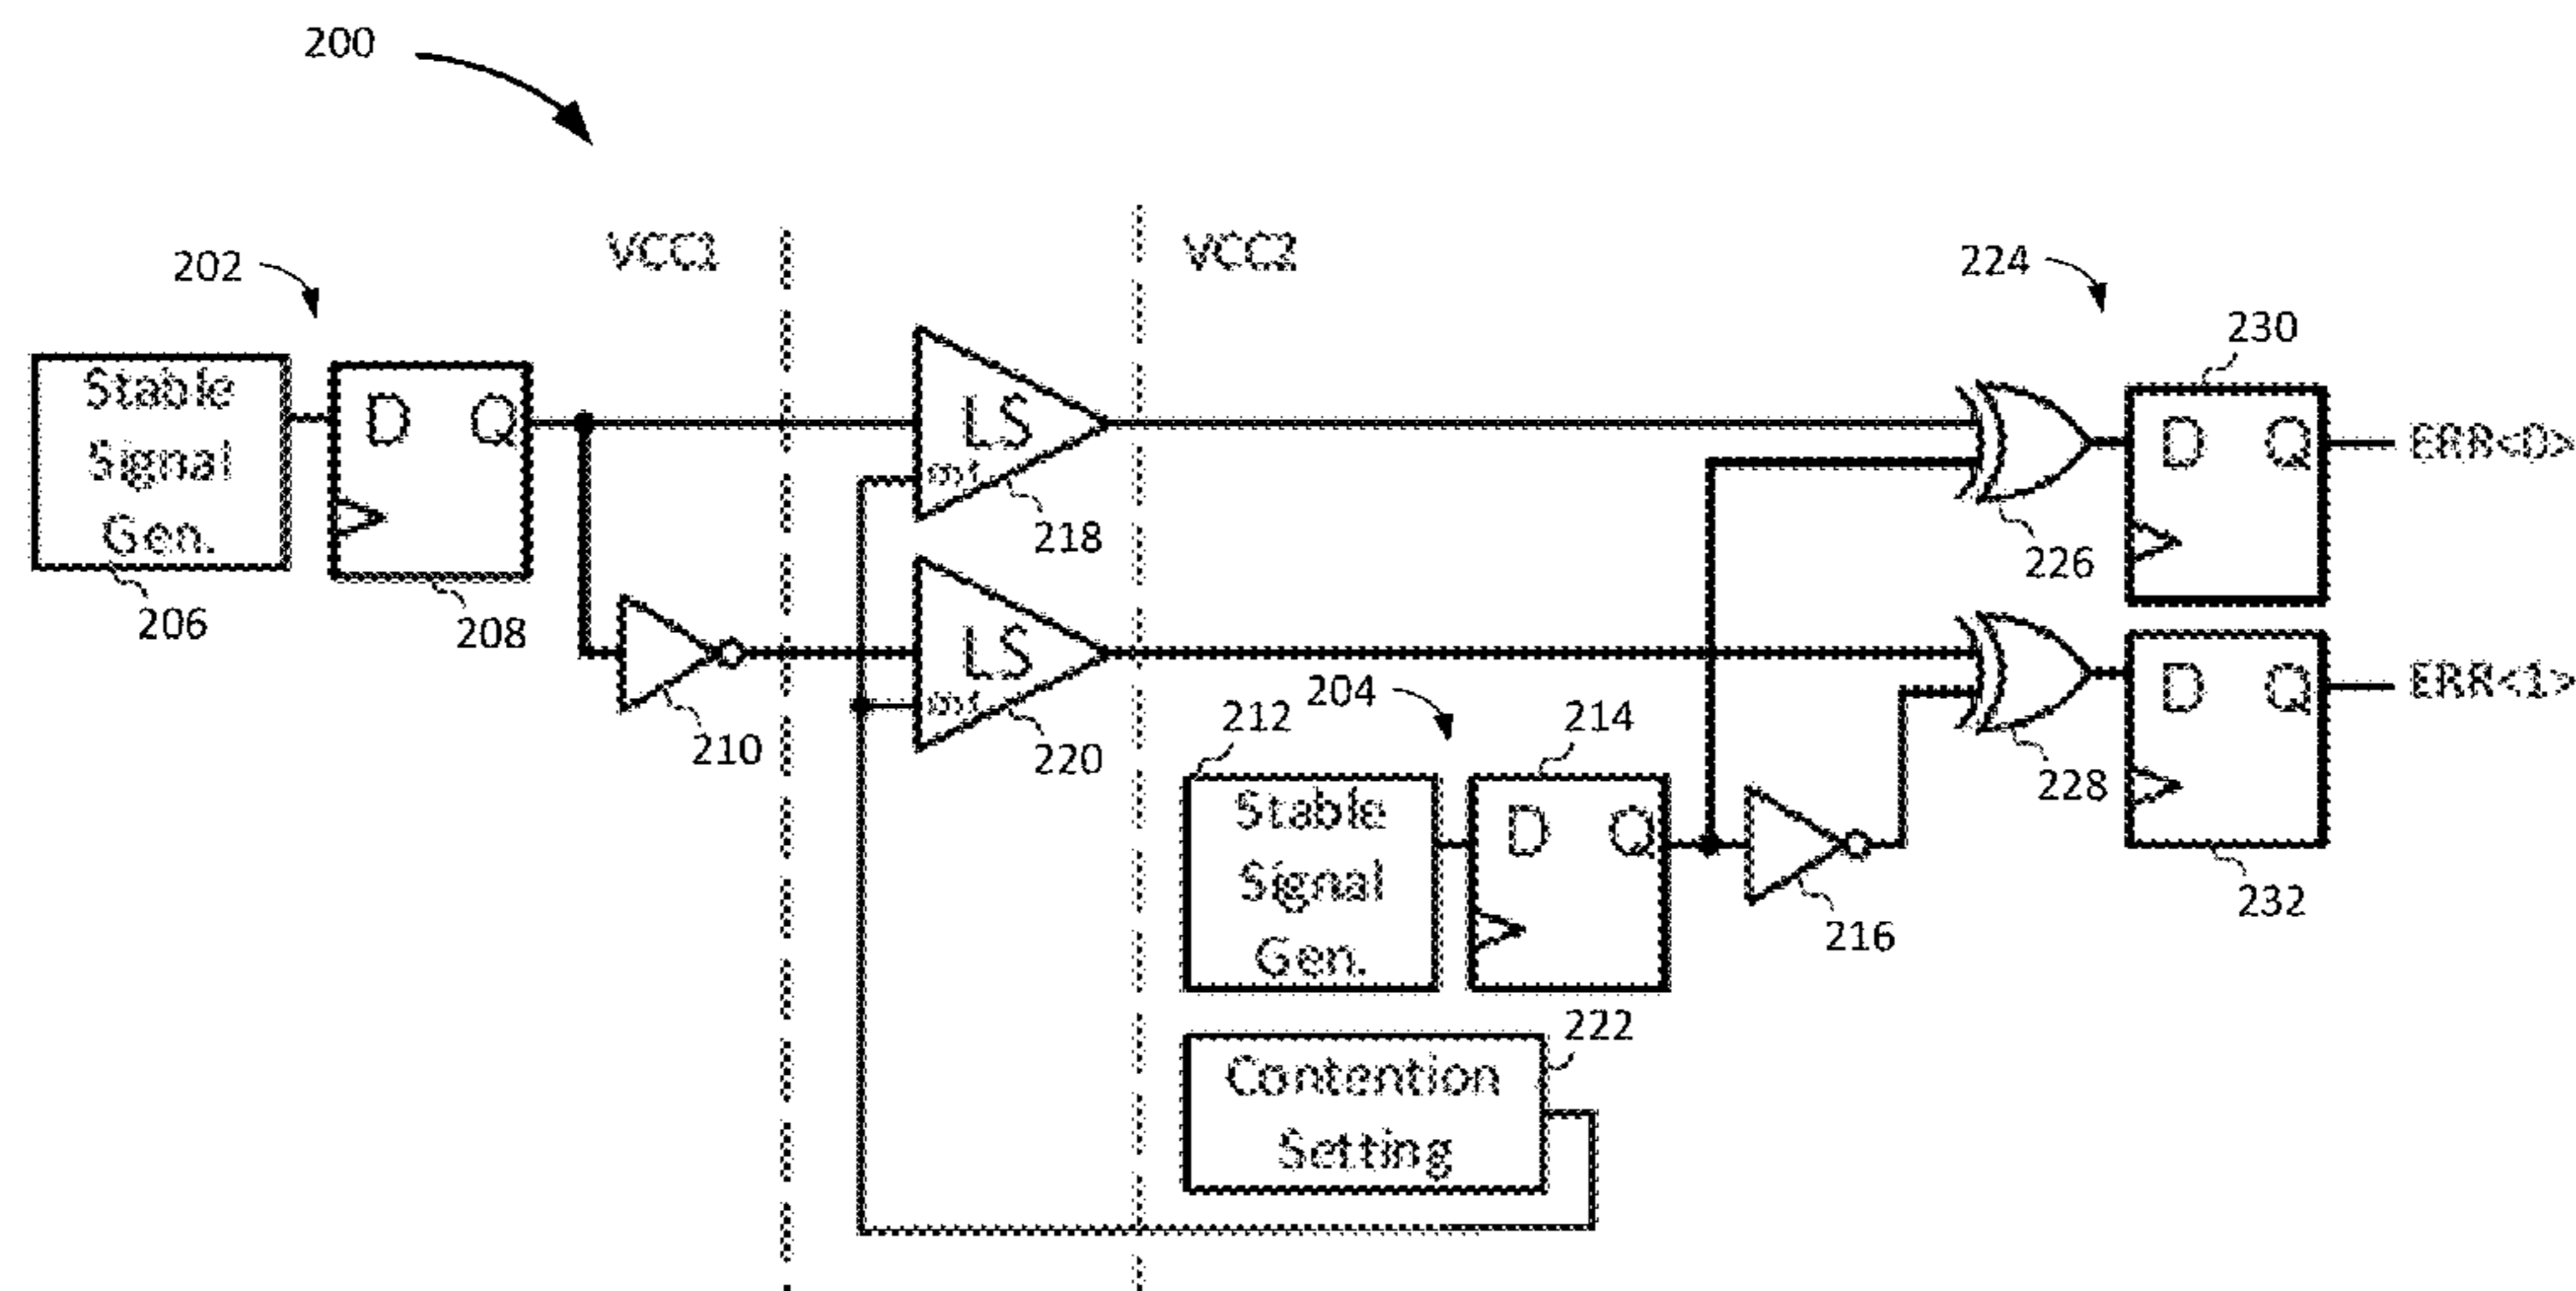 200
VCC1
VCC2
202
224
230
Stable
Signal
Gen.
D Q
LS
D Q
ERR<0>
218
226
206
208
LS
D Q
ERR<1>
204
212
214
210
220
228
Stable
Signal
Gen.
D Q
232
216
222
Contention
Setting